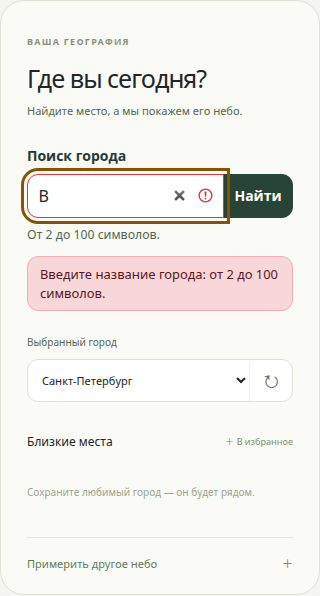 ВАША ГЕОГРАФИЯ
Где вы сегодня?
Найдите место, а мы покажем его небо.
Поиск города
В
Найти
От 2 до 100 символов.
Введите название города: от 2 до 100
символов.
Выбранный город
Санкт-Петербург
Близкие места
+ В избранное
Сохраните любимый город — он будет рядом.
Примерить другое небо
+